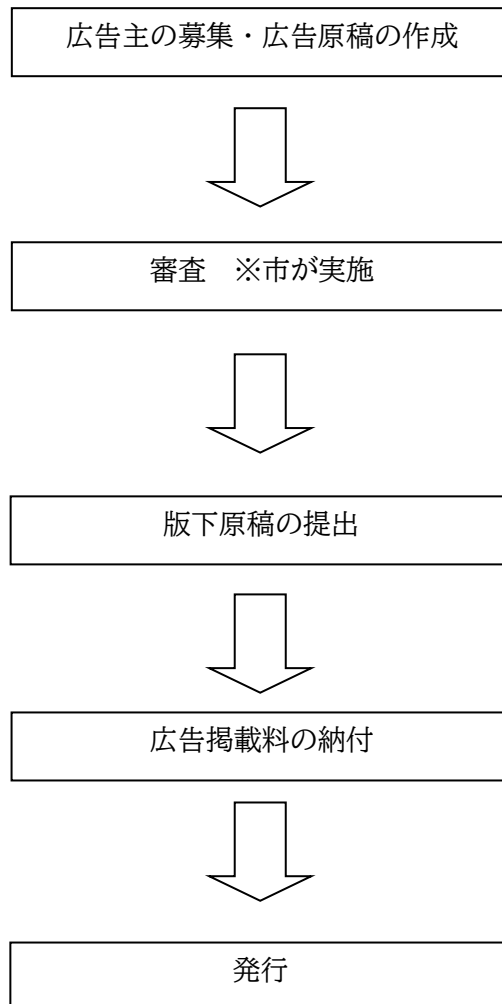 広告主の募集・広告原稿の作成
審査　※市が実施
版下原稿の提出
広告掲載料の納付
発行